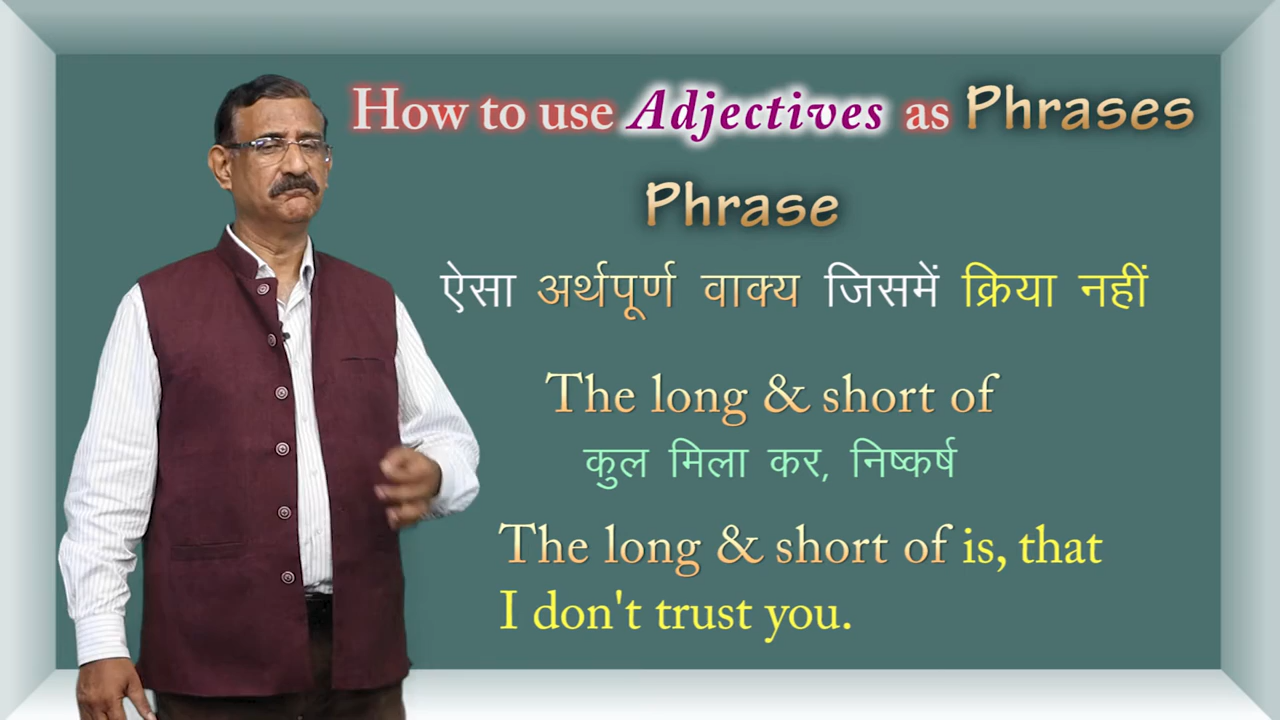 How to use Adjectives as Phrases
Phrase
ऐसा अर्थपूर्ण वाक्य जिसमें क्रिया नहीं
The long & short of
कुल मिला कर, निष्कर्ष
The long & short of is, that
I don't trust you.